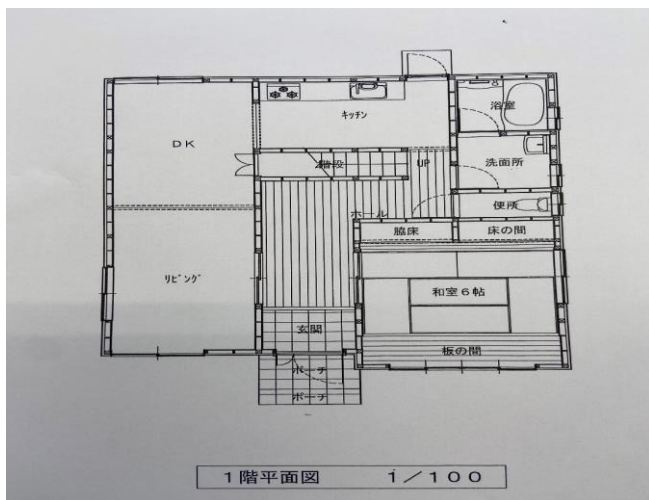 浴室
キッチン
DK
2階段
UP
洗面所
便所
ホール
脇床
床の間
リビング
和室6帖
玄関
板の間
ポーチ
ポーチ
1階平面図 1/100